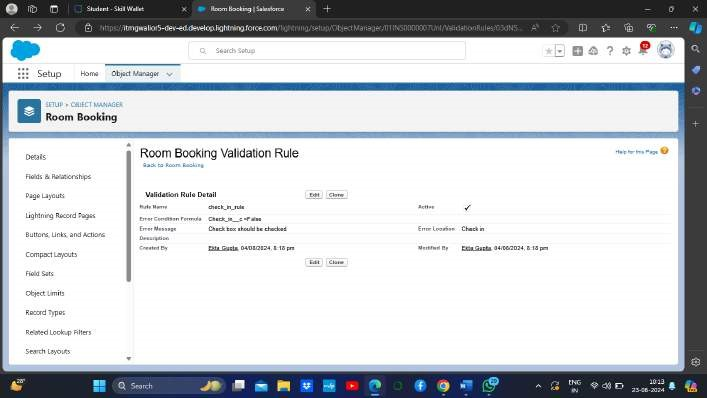 Student - Skill Wallet
Room Booking | Salesforce
https://itmgwalior5-dev-ed.develop.lightning.force.com/lightning/setup/ObjectManager/
Search Setup
12
Setup
Home
Object Manager
SETUP > OBJECT MANAGER
Room Booking
Details
Fields & Relationships
Page Layouts
Lightning Record Pages
Buttons, Links, and Actions
Compact Layouts
Field Sets
Object Limits
Record Types
Related Lookup Filters
Search Layouts
Room Booking Validation Rule
Help for this Page
Back to Room Booking
Validation Rule Detail
Edit Clone
Rule Name check_in_rule Active
Error Condition Formula Check_in__c =False
Error Message Check box should be checked Error Location Check in
Description
Created By Ekta Gupta, 04/08/2024, 8:18 pm Modified By Ekta Gupta, 04/08/2024, 8:18 pm
Edit Clone
28°
Search
ENG
IN
10:13
23-08-2024